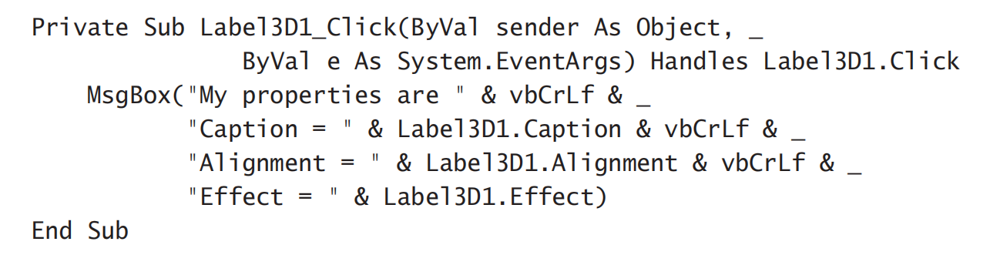 Private Sub Label3D1_Click(ByVal sender As Object, _
               ByVal e As System.EventArgs) Handles Label3D1.Click
    MsgBox("My properties are " & vbCrLf & _
           "Caption = " & Label3D1.Caption & vbCrLf & _
           "Alignment = " & Label3D1.Alignment & vbCrLf & _
           "Effect = " & Label3D1.Effect)
End Sub